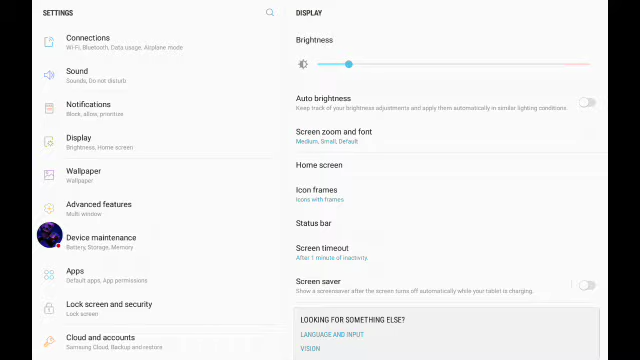 SETTINGS
Connections
Wi-Fi, Bluetooth, Data usage, Airplane mode
Sound
Sounds, Do not disturb
Notifications
Block, allow, prioritise
Display
Brightness, Home screen
Wallpaper
Wallpaper
Advanced features
Multi window
Device maintenance
Battery, Storage, Memory
Apps
Default apps, App permissions
Lock screen and security
Lock screen
Cloud and accounts
Samsung Cloud, Backup and restore
DISPLAY
Brightness
Auto brightness
Keep track of your brightness adjustments and apply them automatically in similar lighting conditions.
Screen zoom and font
Medium, Small, Default
Home screen
Icon frames
Icons with frames
Status bar
Screen timeout
After 1 minute of inactivity.
Screen saver
Show a screensaver after the screen turns off automatically while your tablet is charging.
LOOKING FOR SOMETHING ELSE?
LANGUAGE AND INPUT
VISION